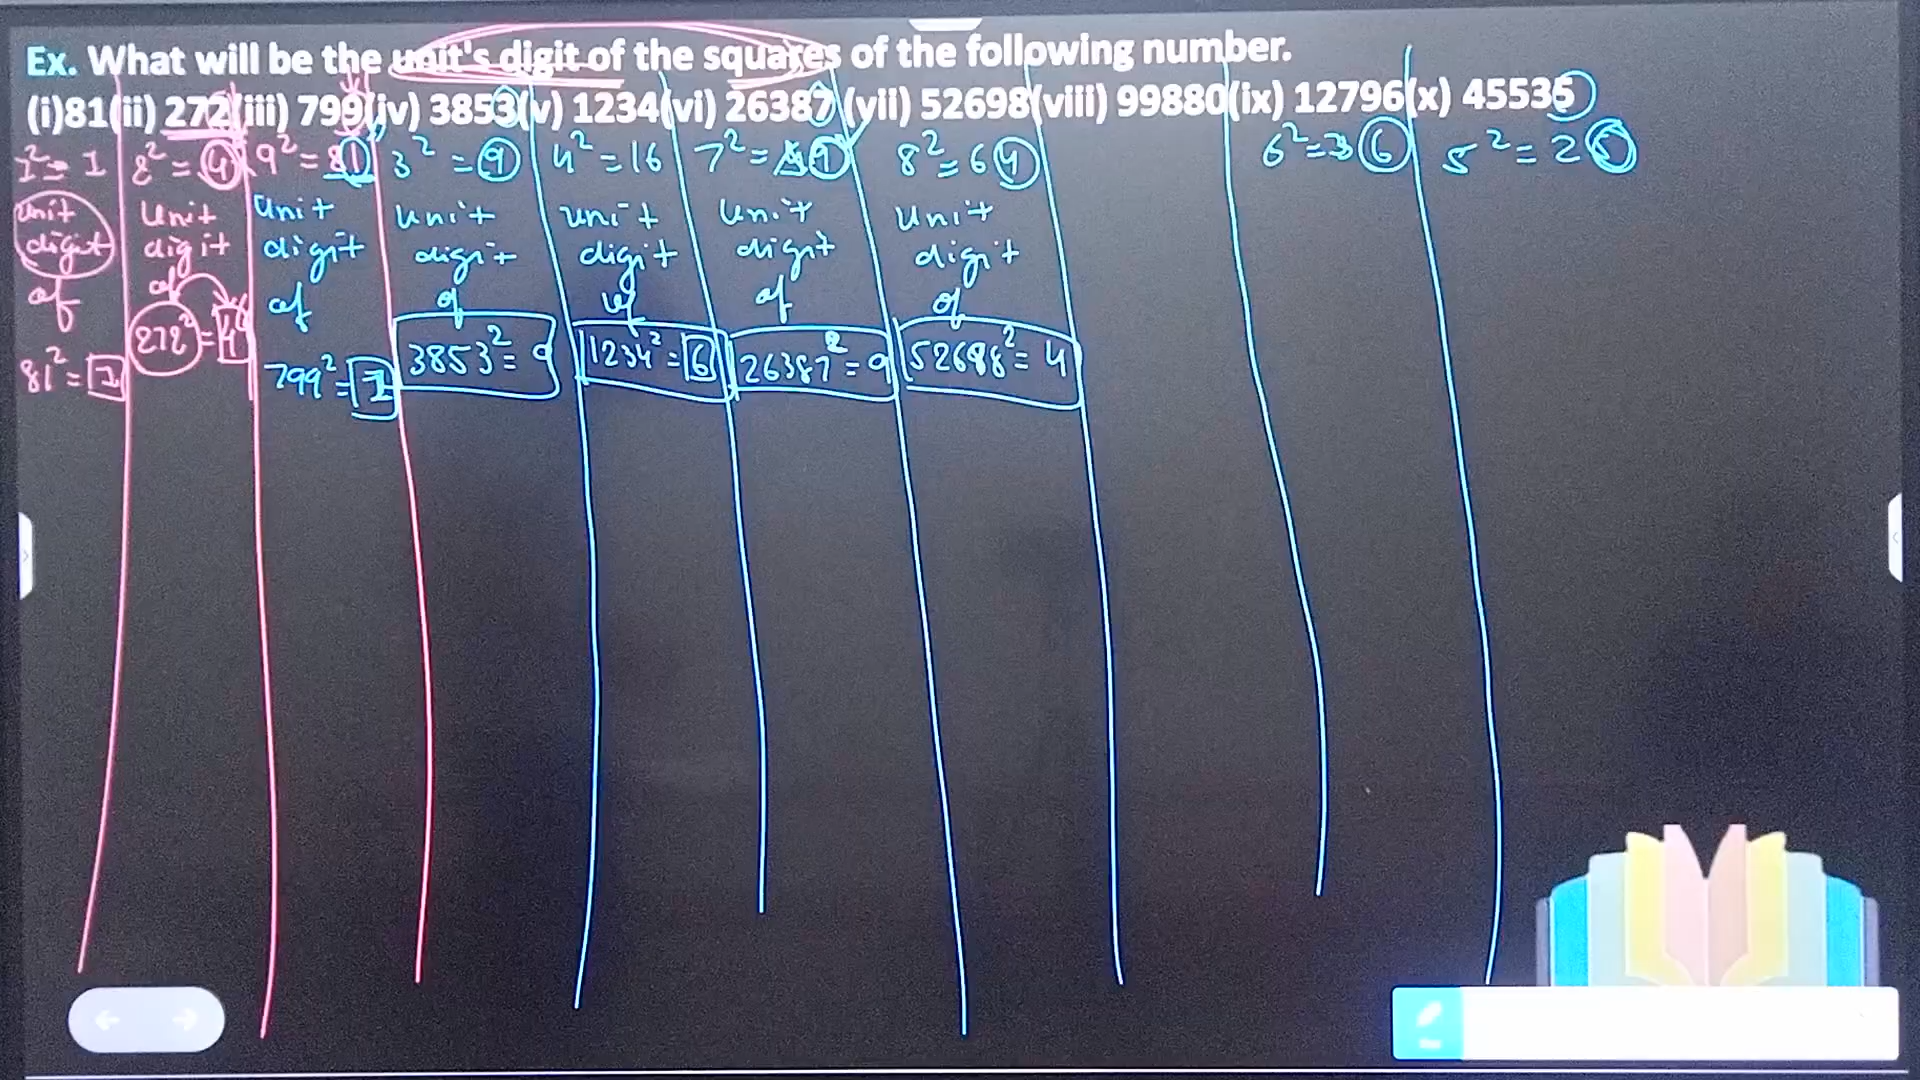 Ex. What will be the unit's digit of the squares of the following number.
(i)81(ii) 272(iii) 799(iv) 3853(v) 1234(vi) 26387 (vii) 52698(viii) 99880(ix) 12796(x) 45535
1² = 1
unit
digit
of
81² = 1
8² = 4
unit
digit
of
272² = 4
9² = 81
unit
digit
of
799² = 1
3² = 9
unit
digit
of
3853² = 9
4² = 16
unit
digit
of
1234² = 6
7² = 49
unit
digit
of
26387² = 9
8² = 64
unit
digit
of
52698² = 4
6² = 36
5² = 25